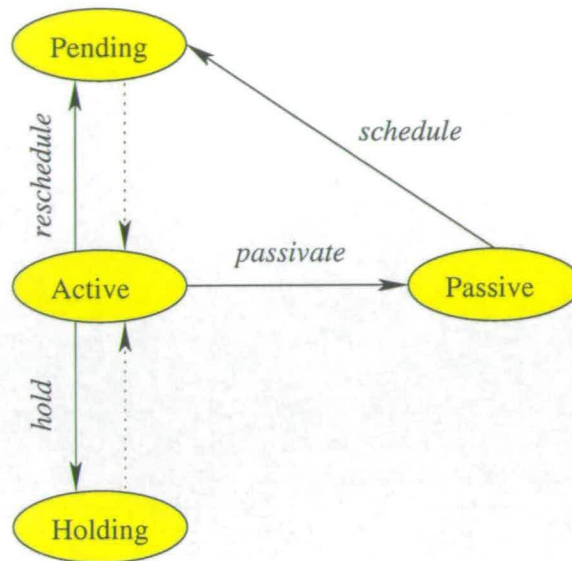 Pending
schedule
reschedule
passivate
Active
Passive
hold
Holding